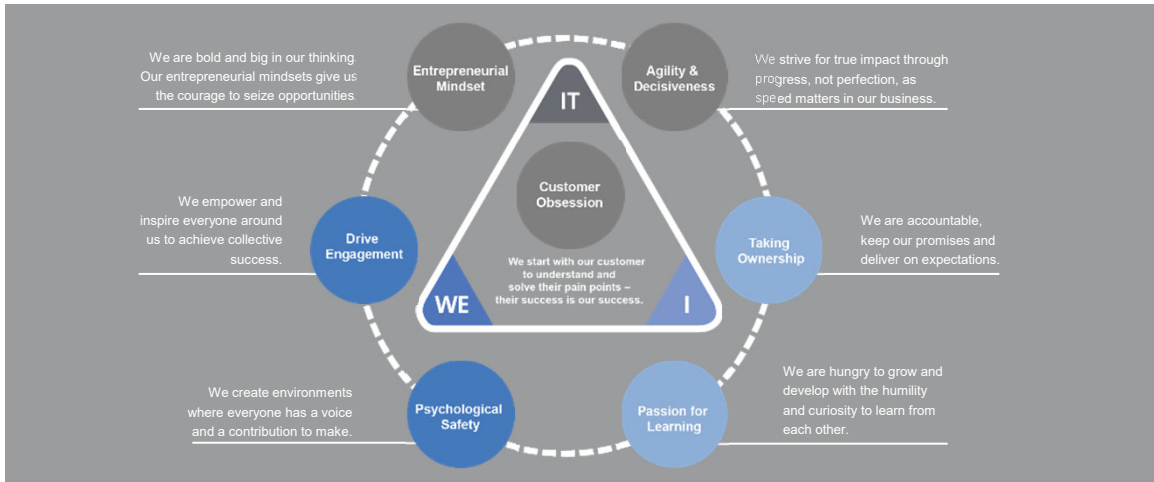 We are bold and big in our thinking.
Our entrepreneurial mindsets give us
the courage to seize opportunities.
Entrepreneurial
Mindset
Agility &
Decisiveness
We strive for true impact through
progress, not perfection, as
speed matters in our business.
IT
Customer
Obsession
We empower and
inspire everyone around
us to achieve collective
success.
Drive
Engagement
We start with our customer
to understand and
solve their pain points –
their success is our success.
WE
I
Taking
Ownership
We are accountable,
keep our promises and
deliver on expectations.
We create environments
where everyone has a voice
and a contribution to make.
Psychological
Safety
Passion for
Learning
We are hungry to grow and
develop with the humility
and curiosity to learn from
each other.